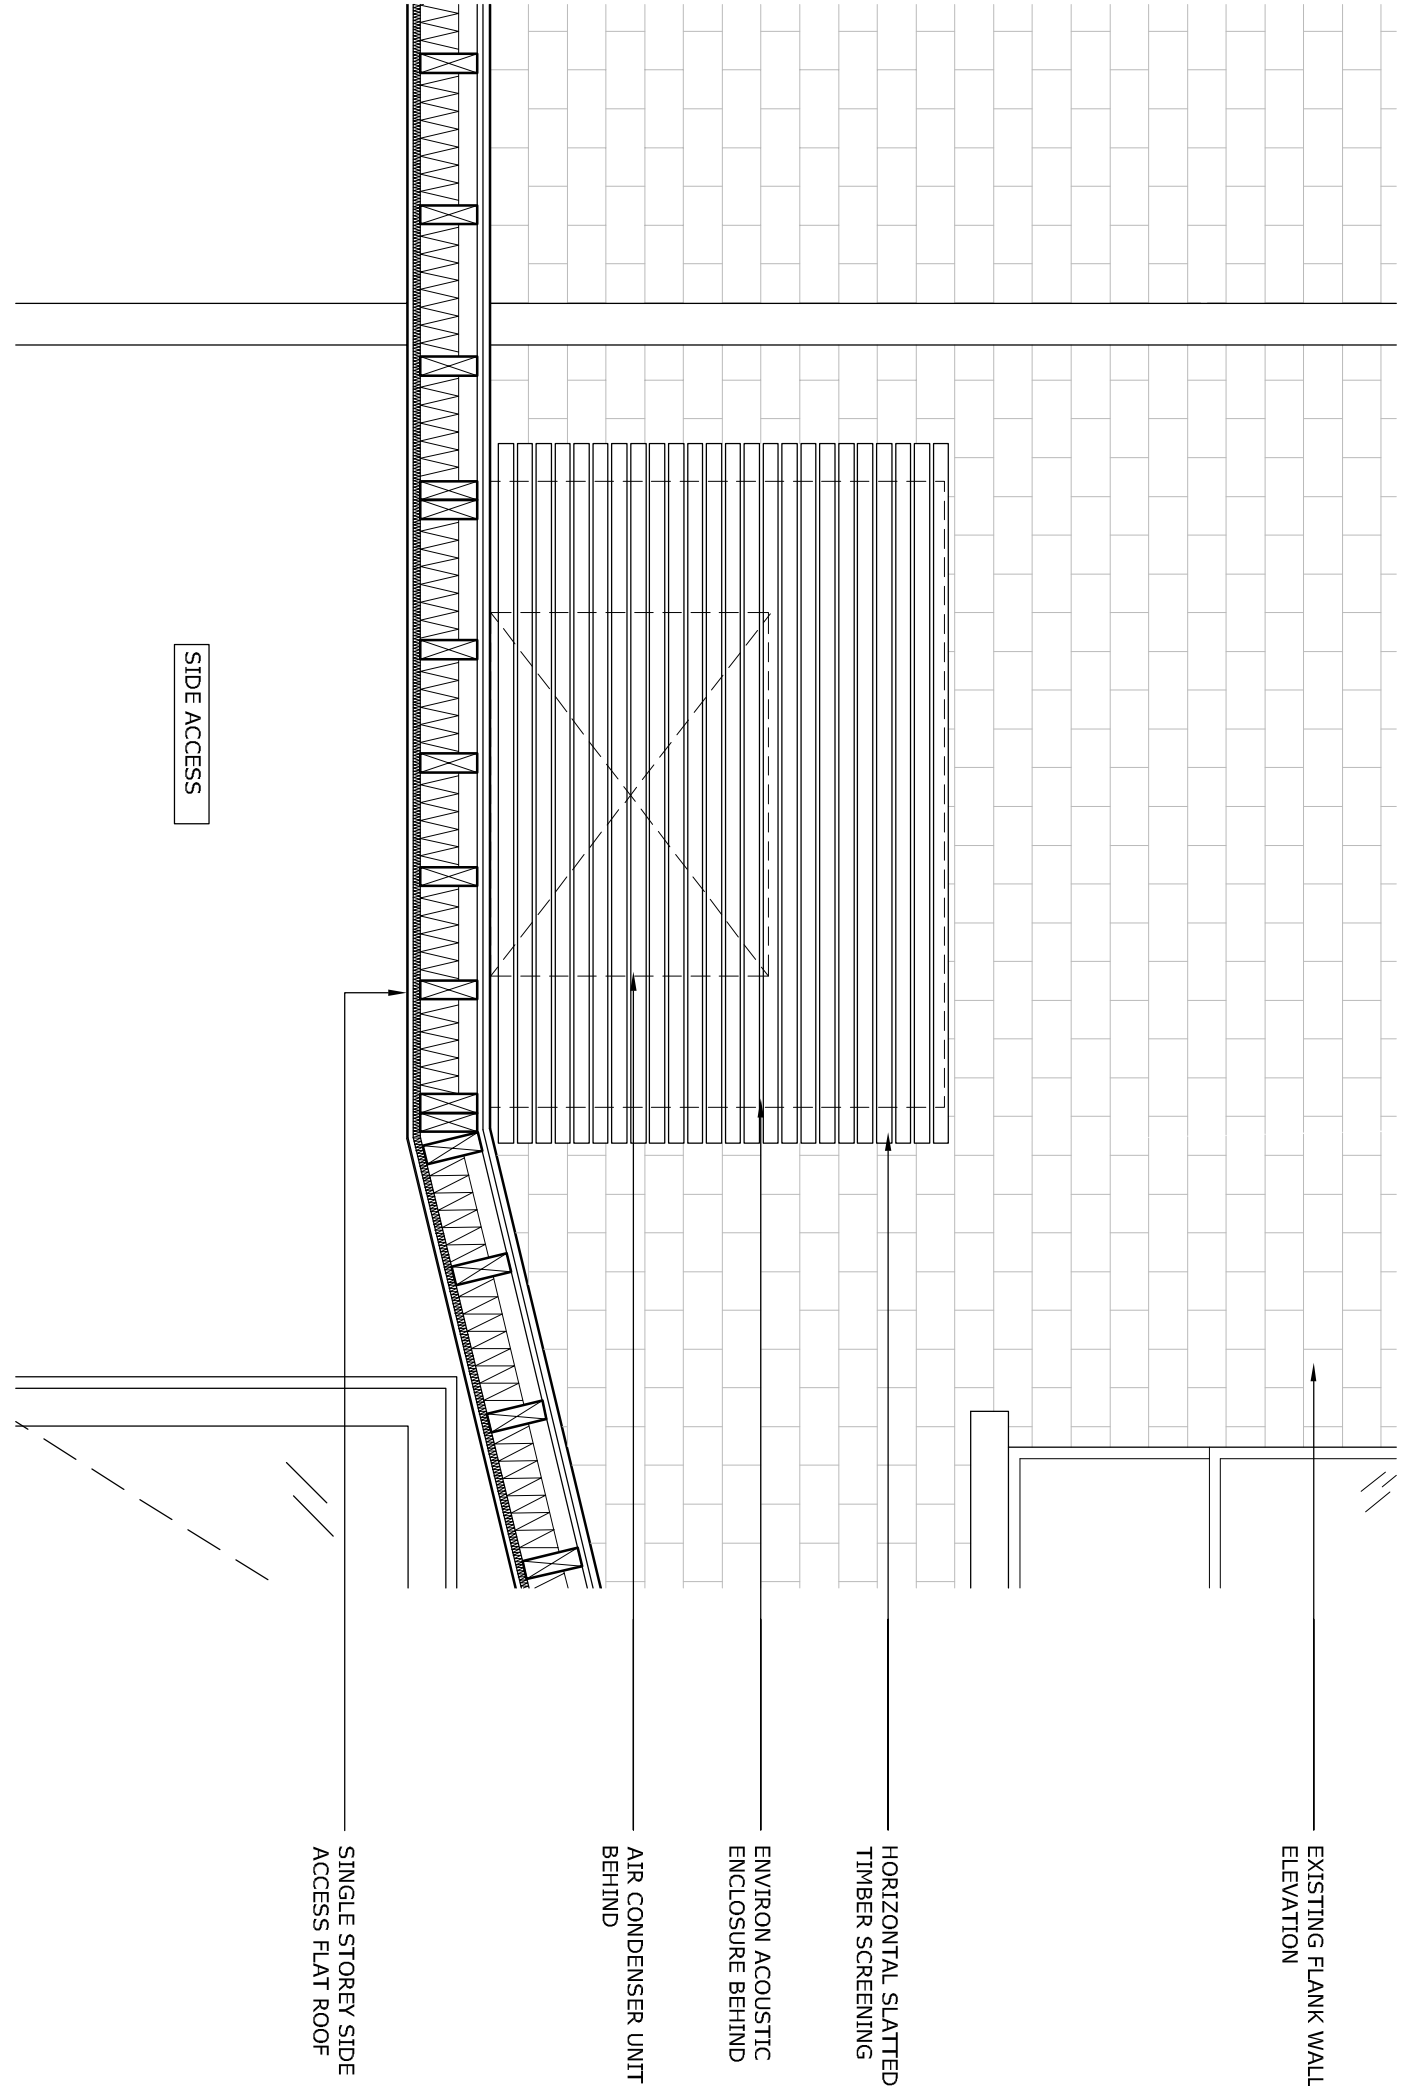 EXISTING FLANK WALL
ELEVATION
HORIZONTAL SLATTED
TIMBER SCREENING
ENVIRON ACOUSTIC
ENCLOSURE BEHIND
AIR CONDENSER UNIT
BEHIND
SINGLE STOREY SIDE
ACCESS FLAT ROOF
SIDE ACCESS